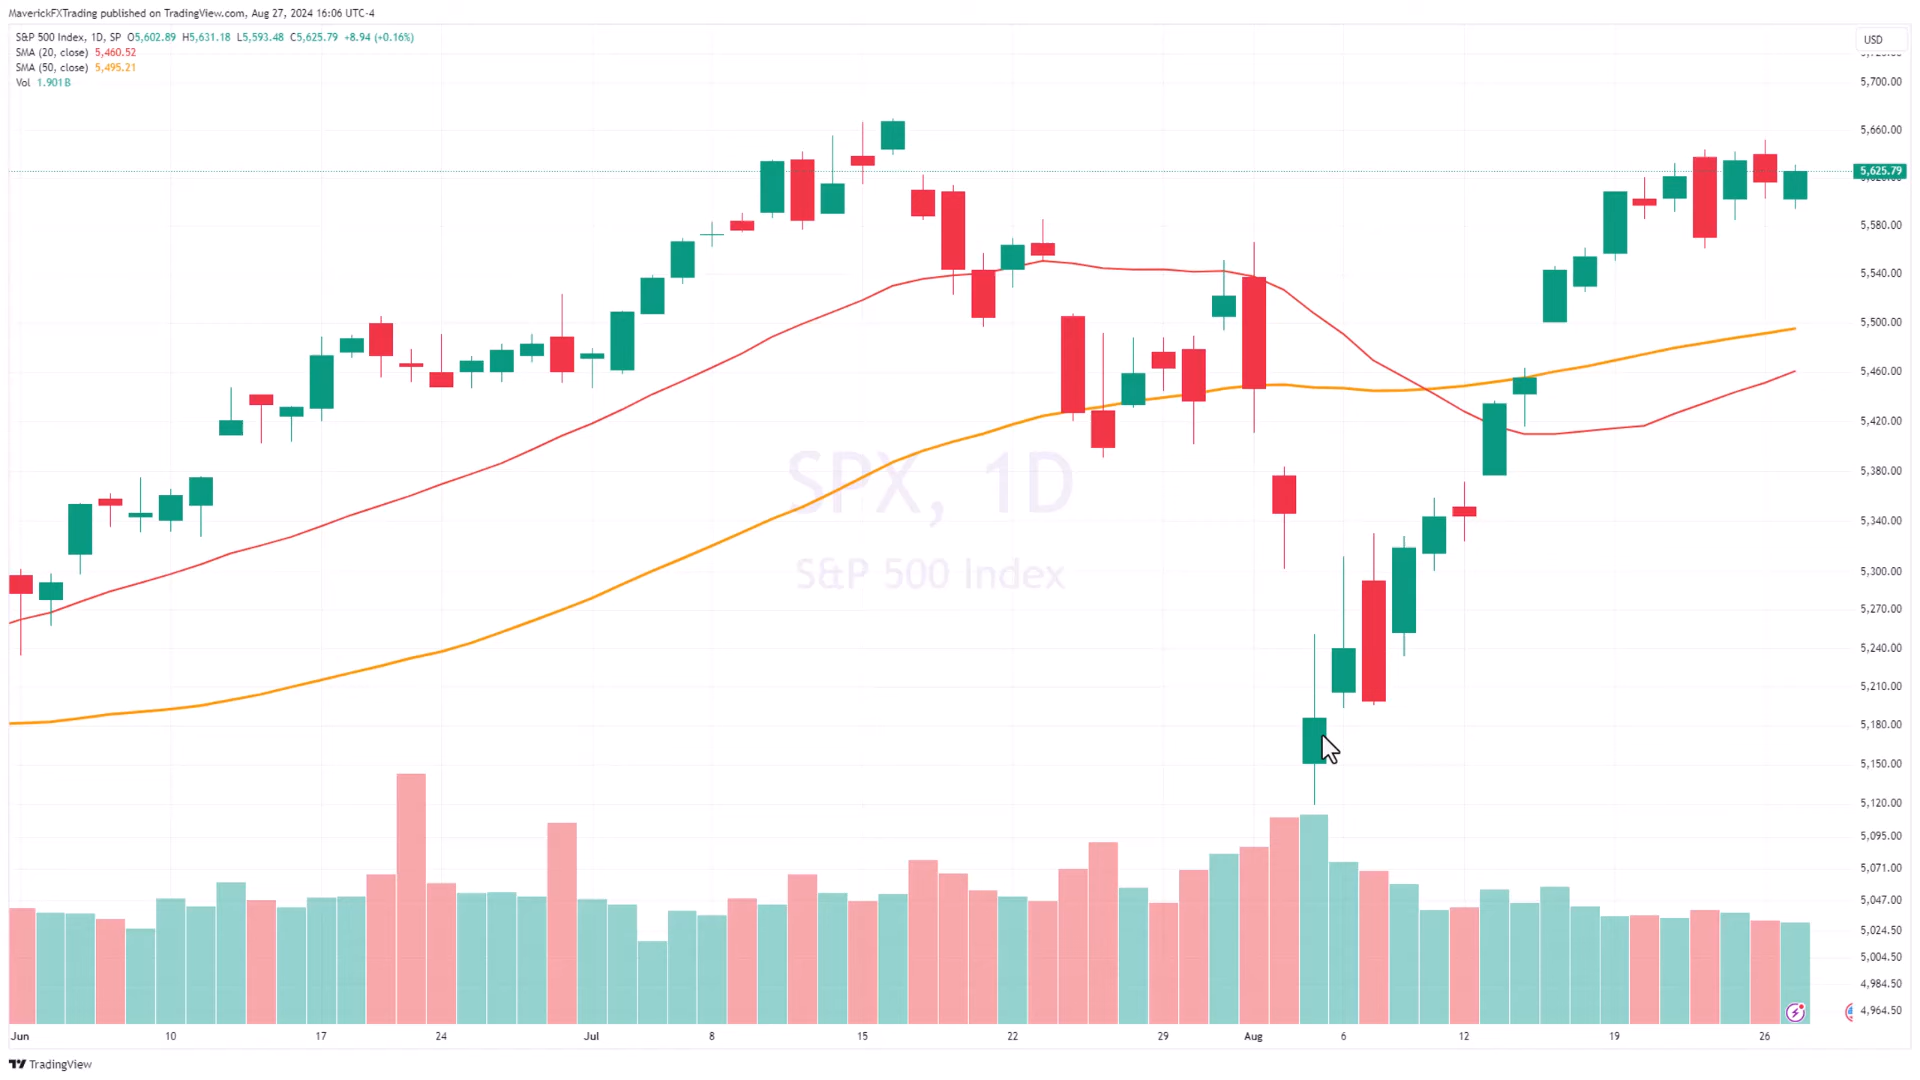 MaverickFXTrading published on TradingView.com, Aug 27, 2024 16:06 UTC-4
S&P 500 Index, 1D, SP O5,602.89 H5,631.18 L5,593.48 C5,625.79 +8.94 (+0.16%)
SMA (20, close) 5,460.52
SMA (50, close) 5,495.21
Vol 1.901B
USD
5,700.00
5,660.00
5,625.79
5,580.00
5,540.00
5,500.00
5,460.00
5,420.00
5,380.00
5,340.00
5,300.00
5,270.00
5,240.00
5,210.00
5,180.00
5,150.00
5,120.00
5,095.00
5,071.00
5,047.00
5,024.50
5,004.50
4,984.50
4,964.50
SPX, 1D
S&P 500 Index
Jun 10 17 24 Jul 8 15 22 29 Aug 6 12 19 26
TradingView